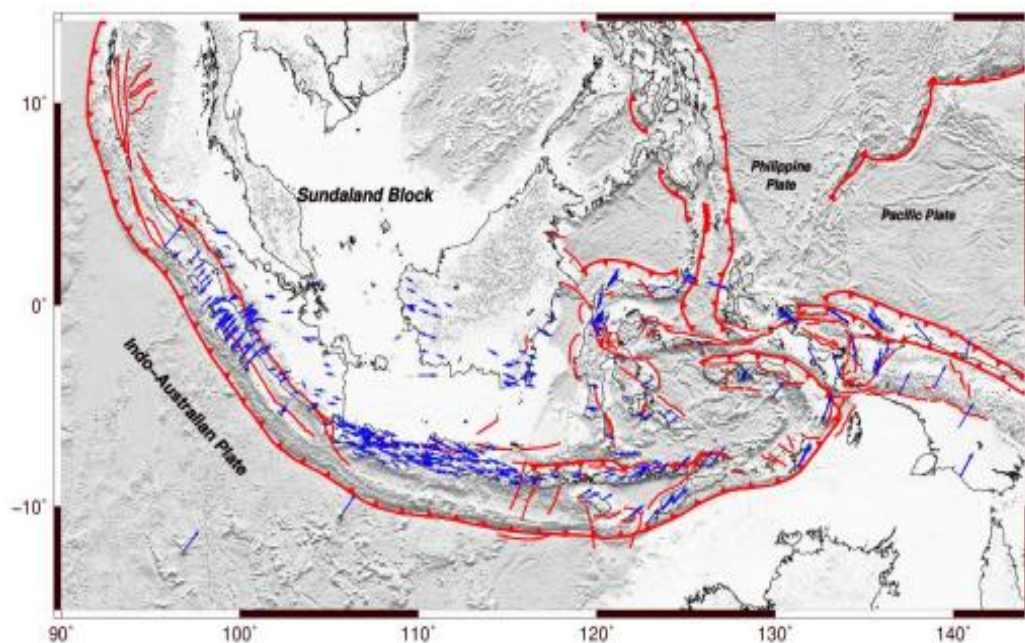 10°
Philippine
Plate
Sundaland Block
Pacific Plate
0°
Indo-Australian Plate
-10°
90° 100° 110° 120° 130° 140°